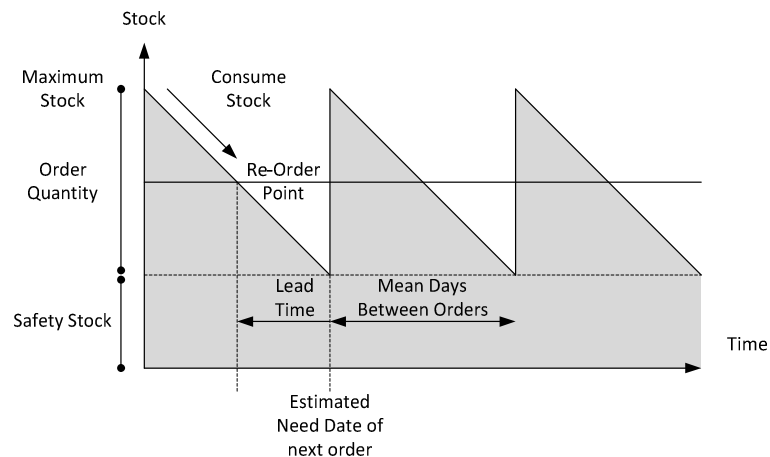 Stock
Maximum
Stock
Consume
Stock
Order
Quantity
Re-Order
Point
Safety Stock
Lead
Time
Mean Days
Between Orders
Time
Estimated
Need Date of
next order